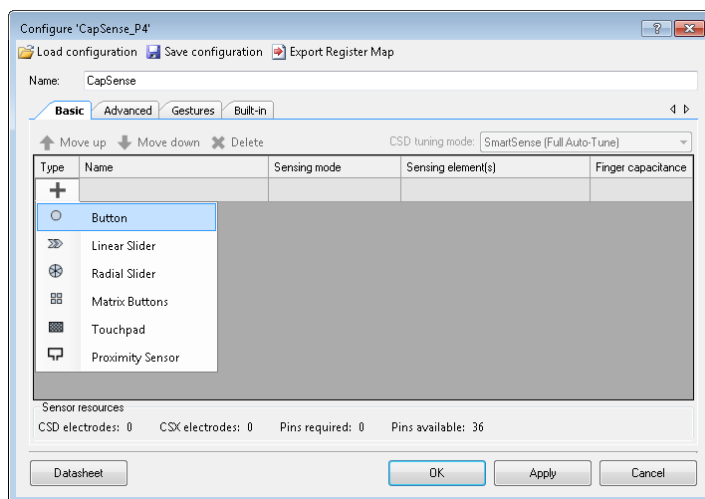 Configure 'CapSense_P4'
Load configuration Save configuration Export Register Map
Name: CapSense
Basic Advanced Gestures Built-in
Move up Move down Delete CSD tuning mode: SmartSense (Full Auto-Tune)
Type Name Sensing mode Sensing element(s) Finger capacitance
Button
Linear Slider
Radial Slider
Matrix Buttons
Touchpad
Proximity Sensor
Sensor resources
CSD electrodes: 0 CSX electrodes: 0 Pins required: 0 Pins available: 36
Datasheet OK Apply Cancel